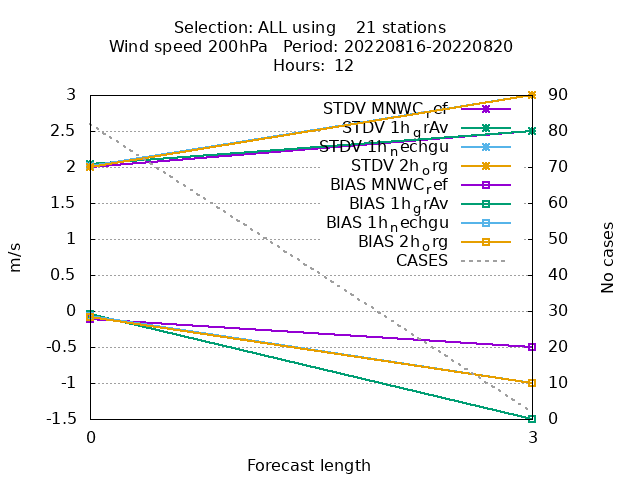 Selection: ALL using    21 stations
Wind speed 200hPa   Period: 20220816-20220820
Hours: 12
3
2.5
2
1.5
1
0.5
0
-0.5
-1
-1.5
m/s
STDV MNWC_ref
STDV 1h_grAv
STDV 1h_nechgu
STDV 2h_org
BIAS MNWC_ref
BIAS 1h_grAv
BIAS 1h_nechgu
BIAS 2h_org
CASES
90
80
70
60
50
40
30
20
10
0
No cases
0 3
Forecast length